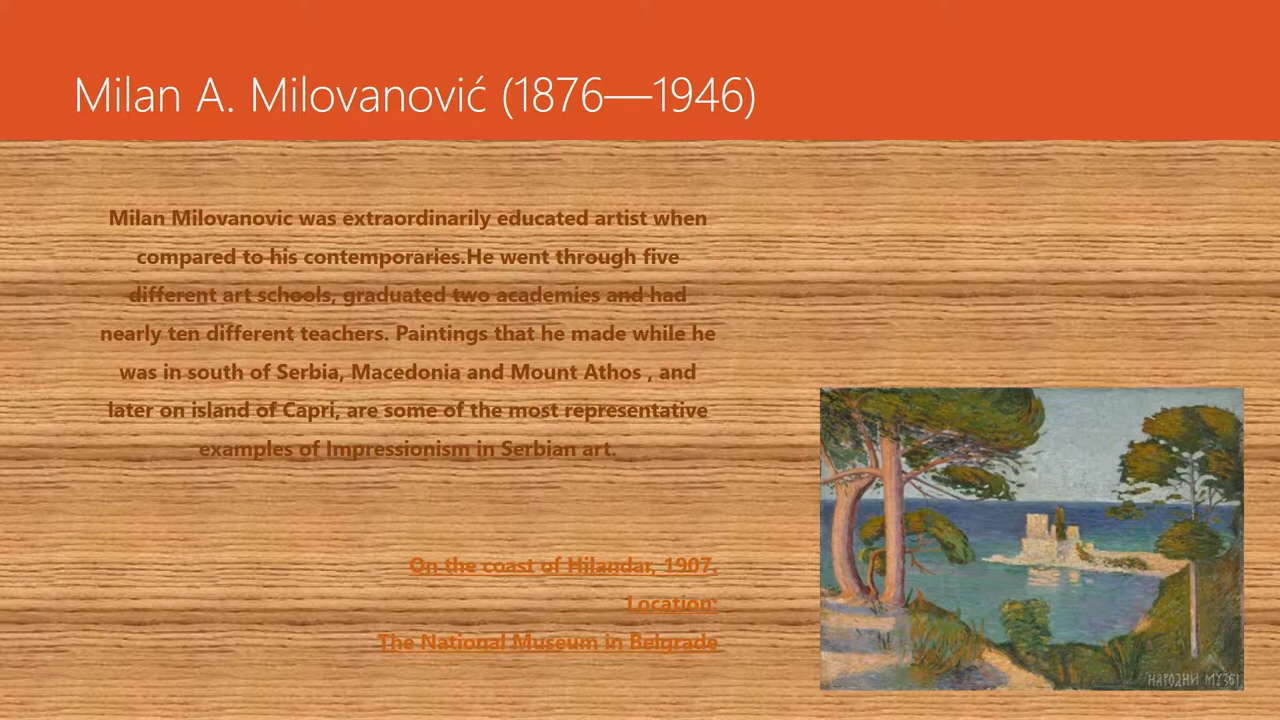 Milan A. Milovanović (1876—1946)
Milan Milovanovic was extraordinarily educated artist when
compared to his contemporaries.He went through five
different art schools, graduated two academies and had
nearly ten different teachers. Paintings that he made while he
was in south of Serbia, Macedonia and Mount Athos , and
later on island of Capri, are some of the most representative
examples of Impressionism in Serbian art.
On the coast of Hilandar, 1907.
Location:
The National Museum in Belgrade
НАРОДНИ МУЗЕЈ